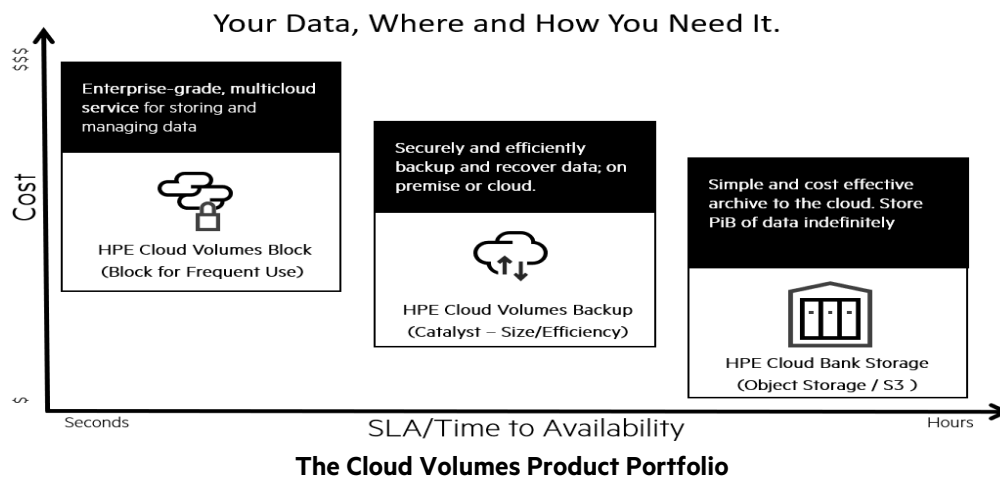 Your Data, Where and How You Need It.
$$$
Cost
$
Enterprise-grade, multicloud
service for storing and
managing data
HPE Cloud Volumes Block
(Block for Frequent Use)
Securely and efficiently
backup and recover data; on
premise or cloud.
HPE Cloud Volumes Backup
(Catalyst – Size/Efficiency)
Simple and cost effective
archive to the cloud. Store
PiB of data indefinitely
HPE Cloud Bank Storage
(Object Storage / S3 )
Seconds
SLA/Time to Availability
Hours
The Cloud Volumes Product Portfolio